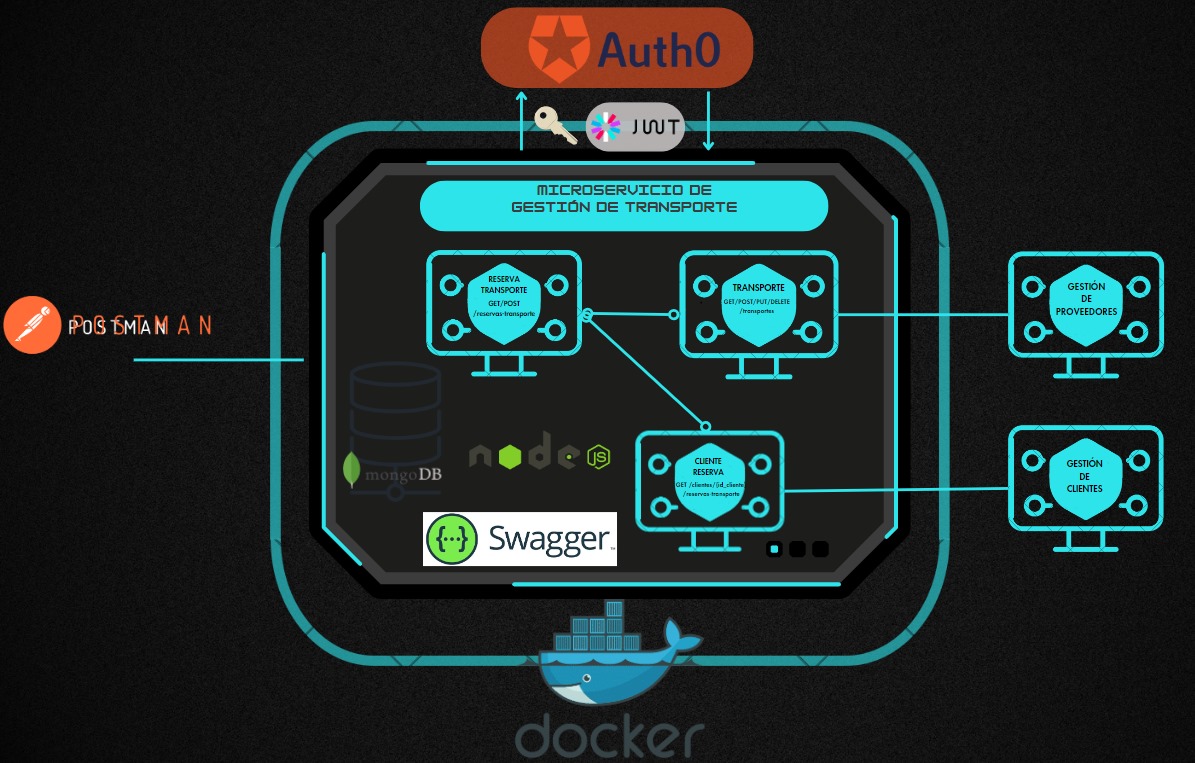 Auth0
JWT
MICROSERVICIO DE
GESTIÓN DE TRANSPORTE
RESERVA
TRANSPORTE
GET/POST
/reservas-transporte
TRANSPORTE
GET/POST/PUT/DELETE
/transportes
GESTIÓN
DE
PROVEEDORES
POSTMAN
POSTMAN
mongoDB
node
JS
CLIENTE
RESERVA
GET /clientes/{id_cliente}
/reservas-transporte
GESTIÓN
DE
CLIENTES
{··}
Swagger
docker